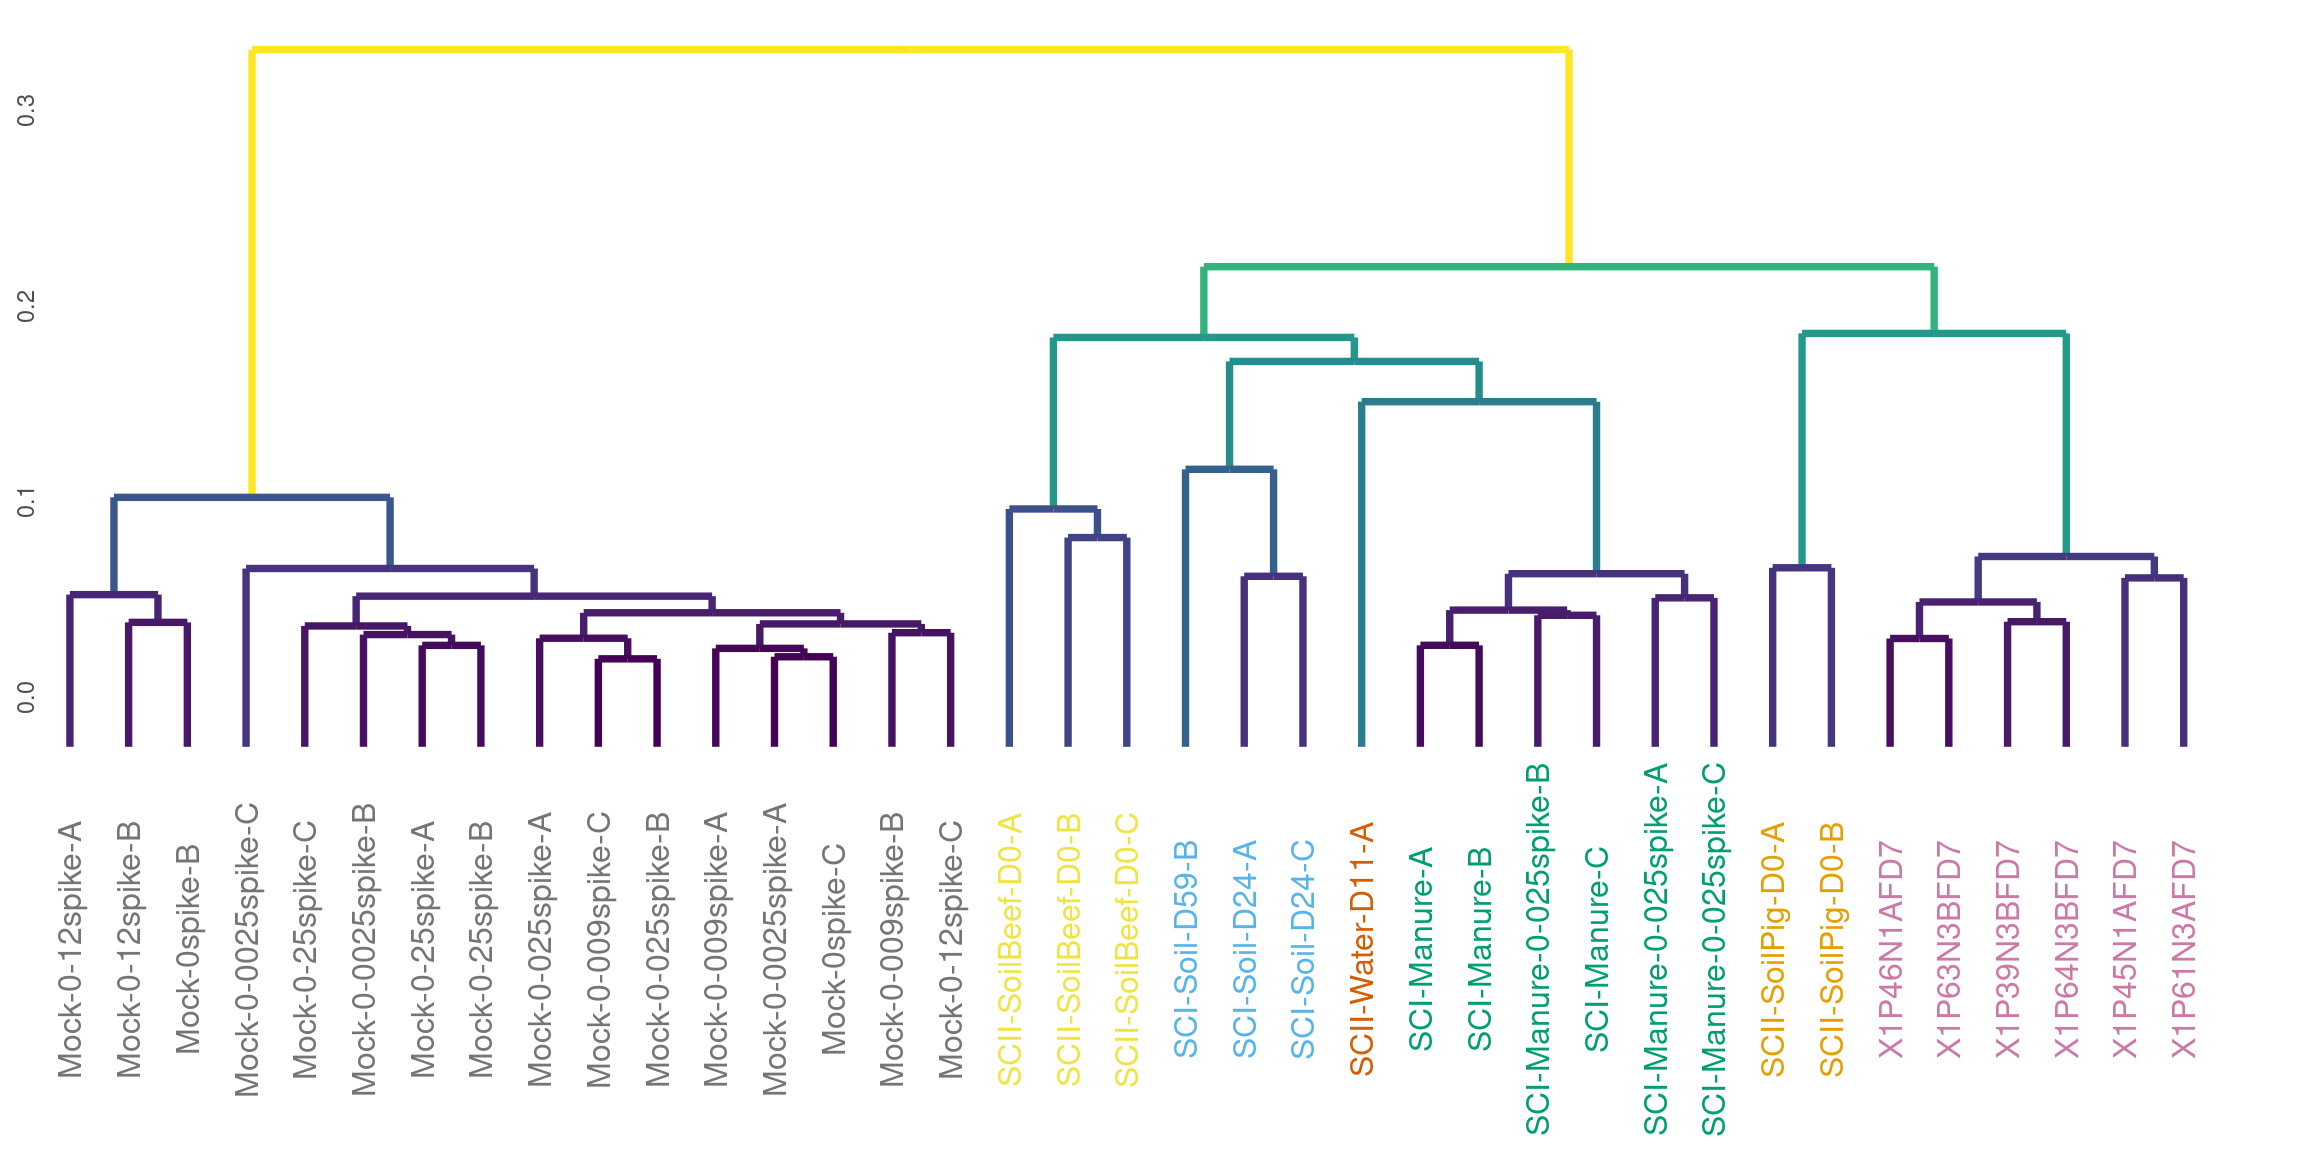 0.3
0.2
0.1
0.0
Mock-0-12spike-A
Mock-0-12spike-B
Mock-0spike-B
Mock-0-0025spike-C
Mock-0-25spike-C
Mock-0-0025spike-B
Mock-0-25spike-A
Mock-0-25spike-B
Mock-0-025spike-A
Mock-0-009spike-C
Mock-0-025spike-B
Mock-0-009spike-A
Mock-0-0025spike-A
Mock-0spike-C
Mock-0-009spike-B
Mock-0-12spike-C
SCII-SoilBeef-D0-A
SCII-SoilBeef-D0-B
SCII-SoilBeef-D0-C
SCI-Soil-D59-B
SCI-Soil-D24-A
SCI-Soil-D24-C
SCII-Water-D11-A
SCI-Manure-A
SCI-Manure-B
SCI-Manure-0-025spike-B
SCI-Manure-C
SCI-Manure-0-025spike-A
SCI-Manure-0-025spike-C
SCII-SoilPig-D0-A
SCII-SoilPig-D0-B
X1P46N1AFD7
X1P63N3BFD7
X1P39N3BFD7
X1P64N3BFD7
X1P45N1AFD7
X1P61N3AFD7